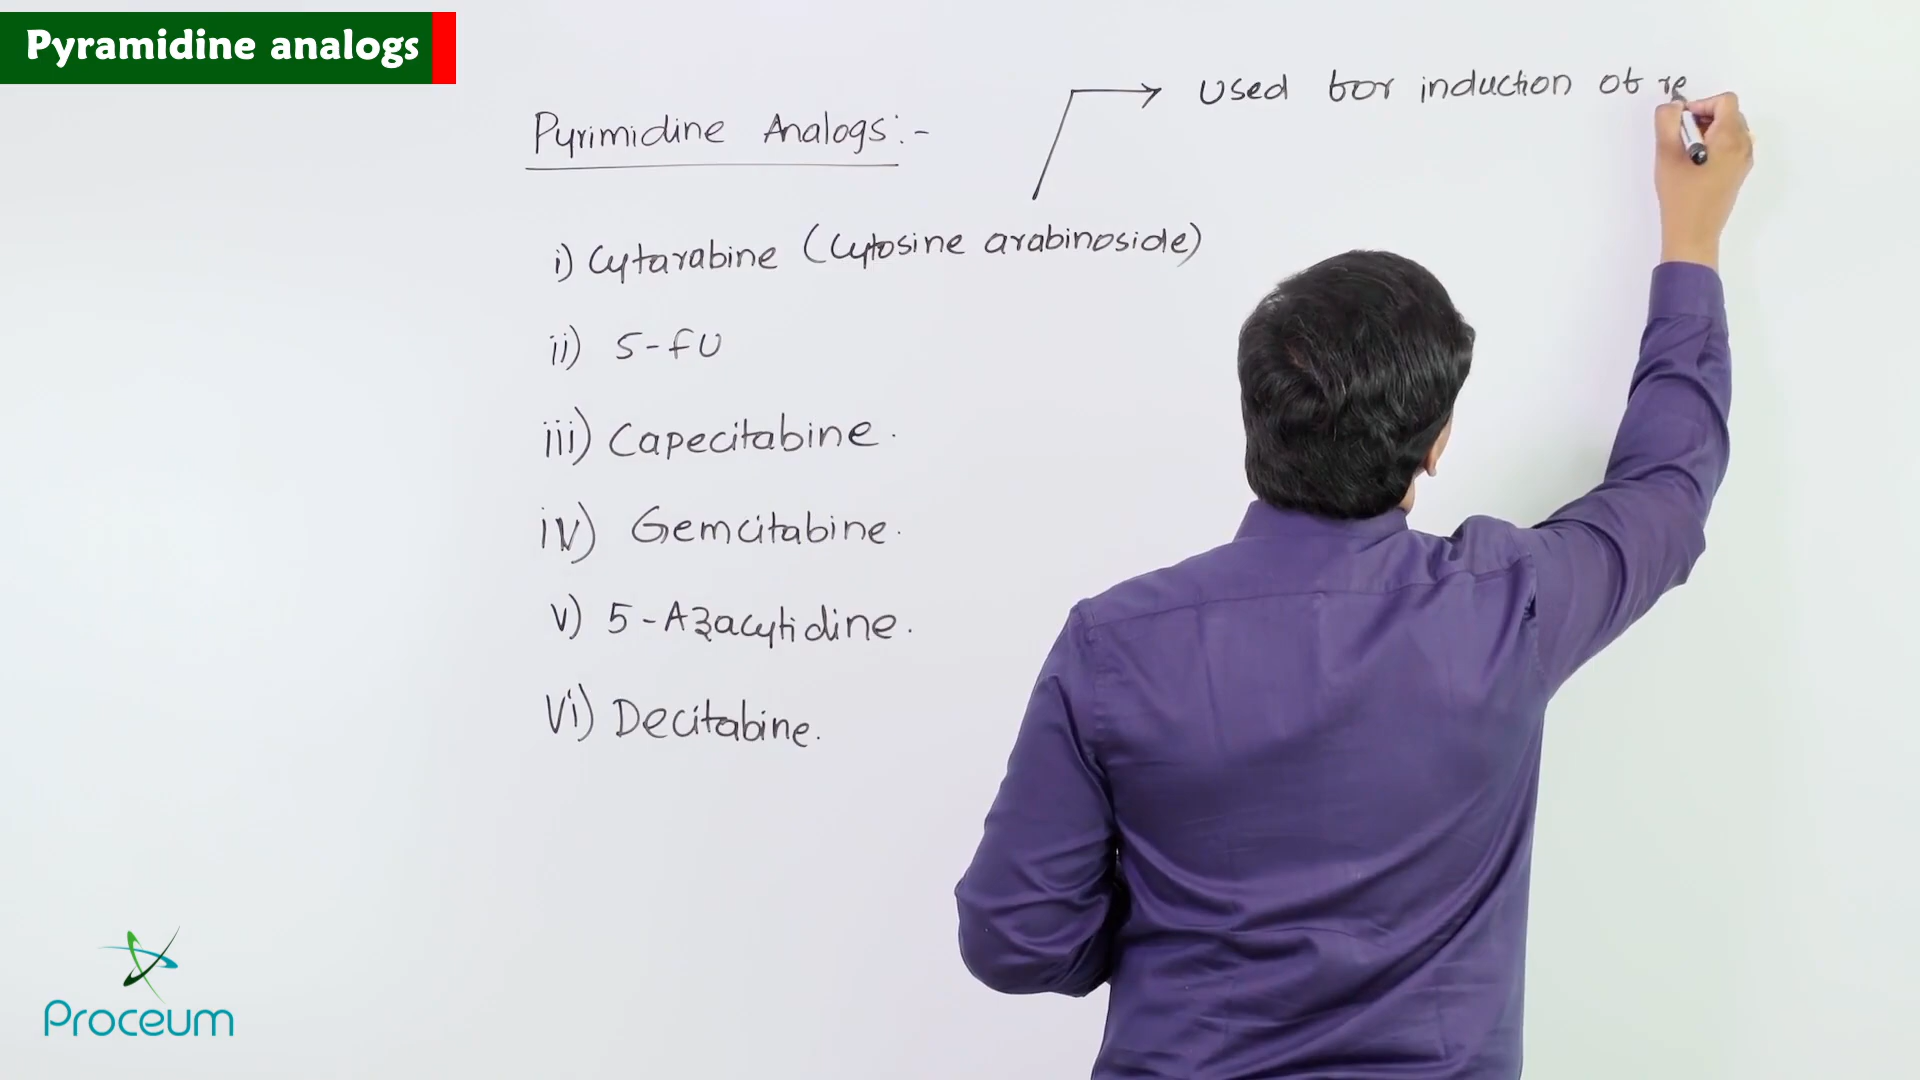 Pyramidine analogs
Used for induction of re
Pyrimidine Analogs:-
i) Cytarabine (Cytosine arabinoside)
ii) 5-FU
iii) Capecitabine.
iv) Gemcitabine.
v) 5-Azacytidine.
vi) Decitabine.
Proceum